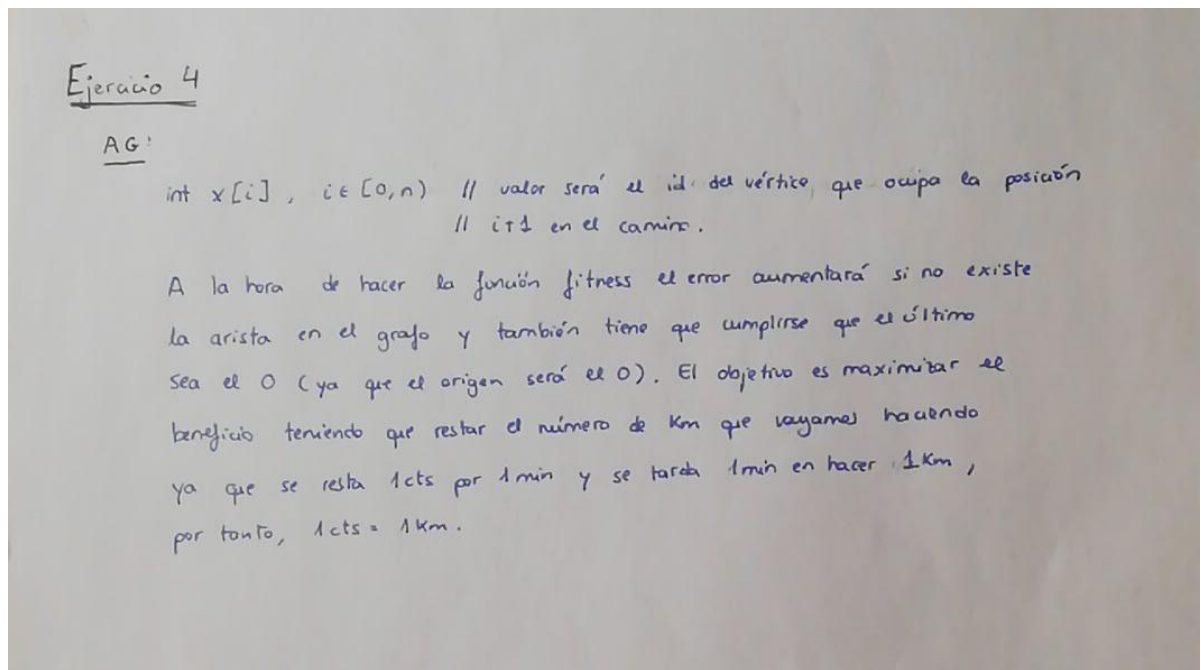 Ejercicio 4
AG:
int x[i] , i ∈ [0,n) // valor será el id. del vértice que ocupa la posición
// i+1 en el camino.
A la hora de hacer la función fitness el error aumentará si no existe
la arista en el grafo y también tiene que cumplirse que el último
sea el 0 (ya que el origen será el 0). El objetivo es maximizar el
beneficio teniendo que restar el número de Km que vayamos haciendo
ya que se resta 1cts por 1 min y se tarda 1min en hacer 1Km,
por tanto, 1cts = 1Km.